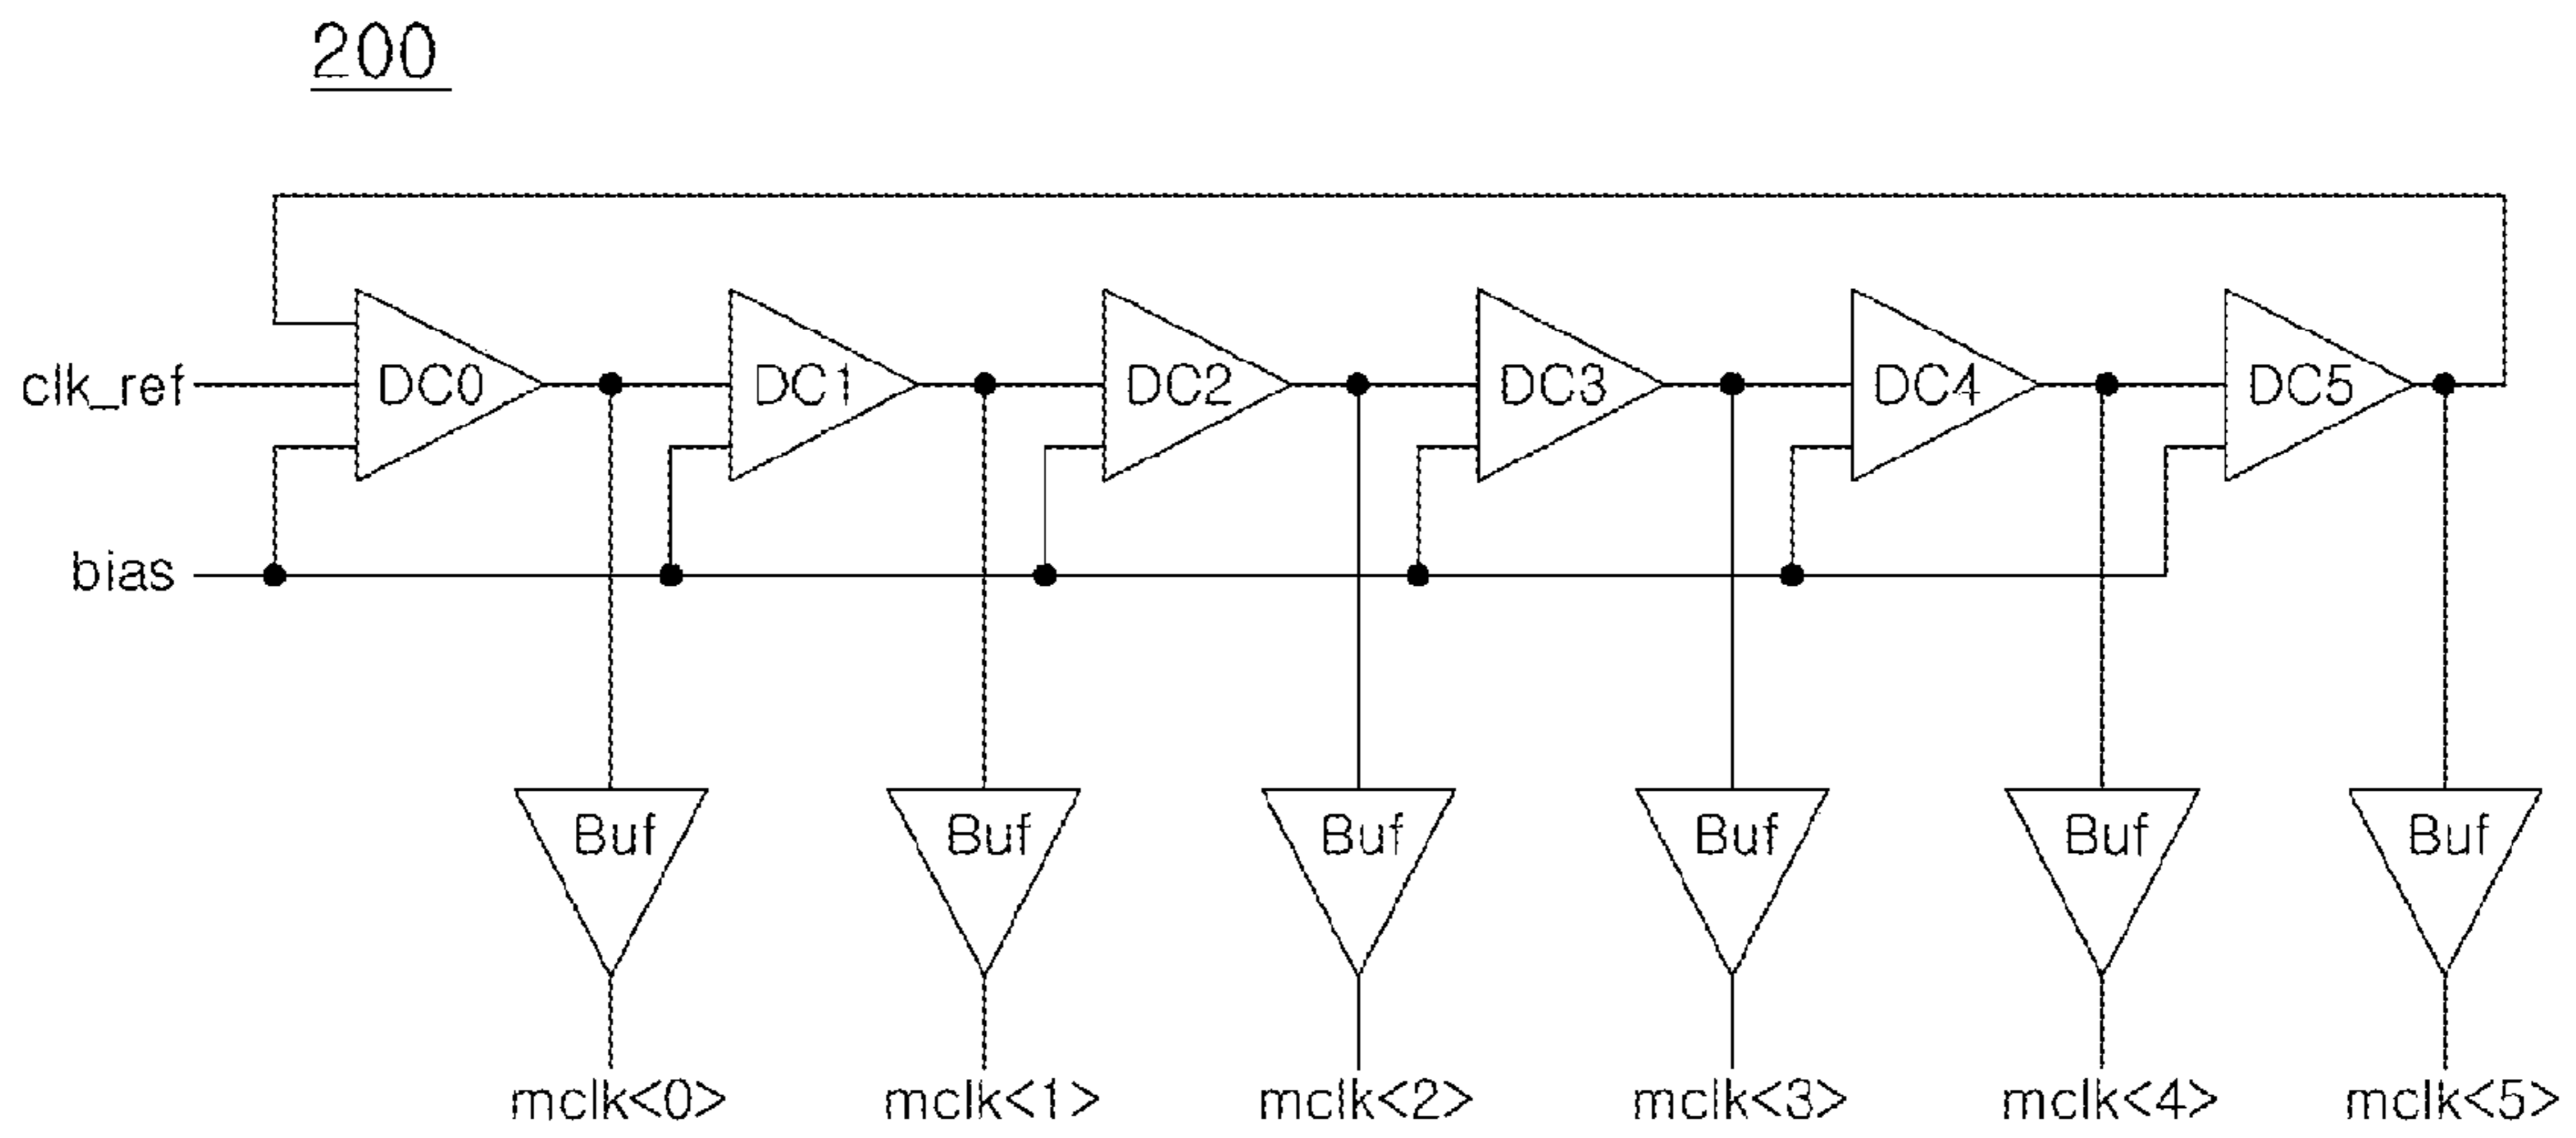 200
clk_ref DC0 DC1 DC2 DC3 DC4 DC5
bias
Buf Buf Buf Buf Buf Buf
mclk<0> mclk<1> mclk<2> mclk<3> mclk<4> mclk<5>